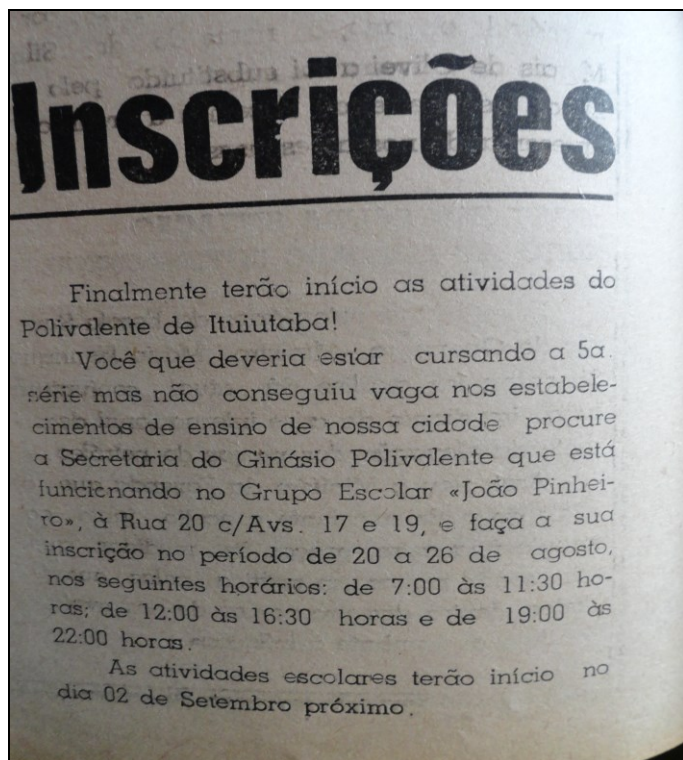 Inscrições
Finalmente terão início as atividades do
Polivalente de Ituiutaba!
Você que deveria estar cursando a 5a.
série mas não conseguiu vaga nos estabele-
cimentos de ensino de nossa cidade procure
a Secretaria do Ginásio Polivalente que está
funcionando no Grupo Escolar «João Pinhei-
ro», à Rua 20 c/Avs. 17 e 19, e faça a sua
inscrição no período de 20 a 26 de agosto,
nos seguintes horários: de 7:00 às 11:30 ho-
ras; de 12:00 às 16:30 horas e de 19:00 às
22:00 horas.
As atividades escolares terão início no
dia 02 de Setembro próximo.